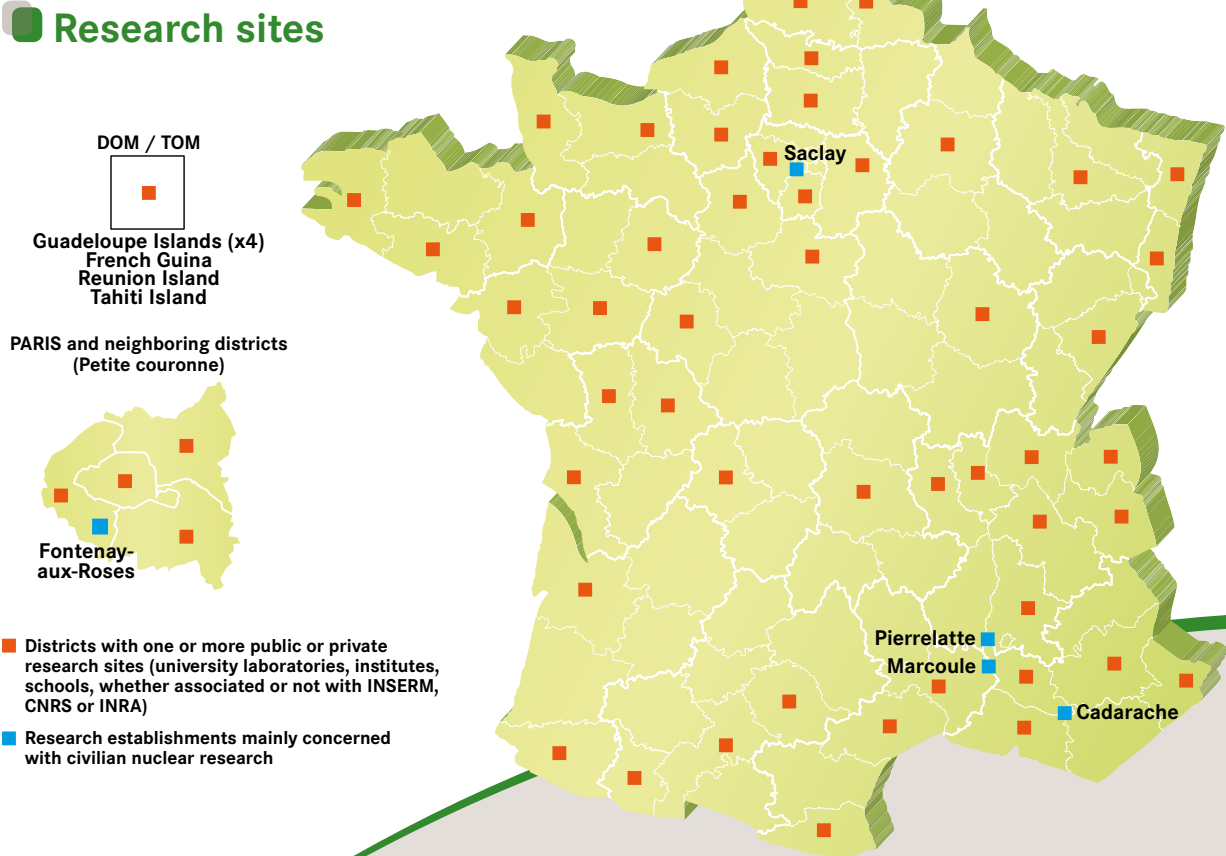 Research sites
DOM / TOM
Guadeloupe Islands (x4)
French Guina
Reunion Island
Tahiti Island
PARIS and neighboring districts
(Petite couronne)
Fontenay-
aux-Roses
Districts with one or more public or private
research sites (university laboratories, institutes,
schools, whether associated or not with INSERM,
CNRS or INRA)
Research establishments mainly concerned
with civilian nuclear research
Saclay
Pierrelatte
Marcoule
Cadarache